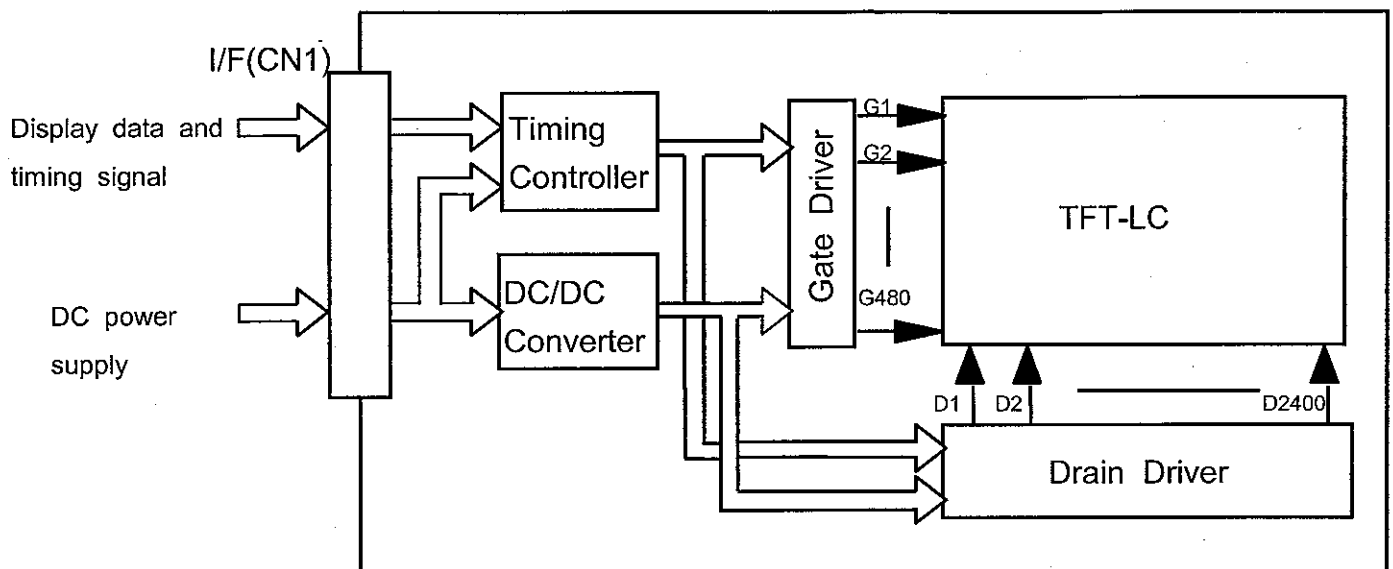 I/F(CN1)
Display data and
timing signal
DC power
supply
Timing
Controller
DC/DC
Converter
Gate Driver
G1
G2
G480
TFT-LC
D1 D2 D2400
Drain Driver